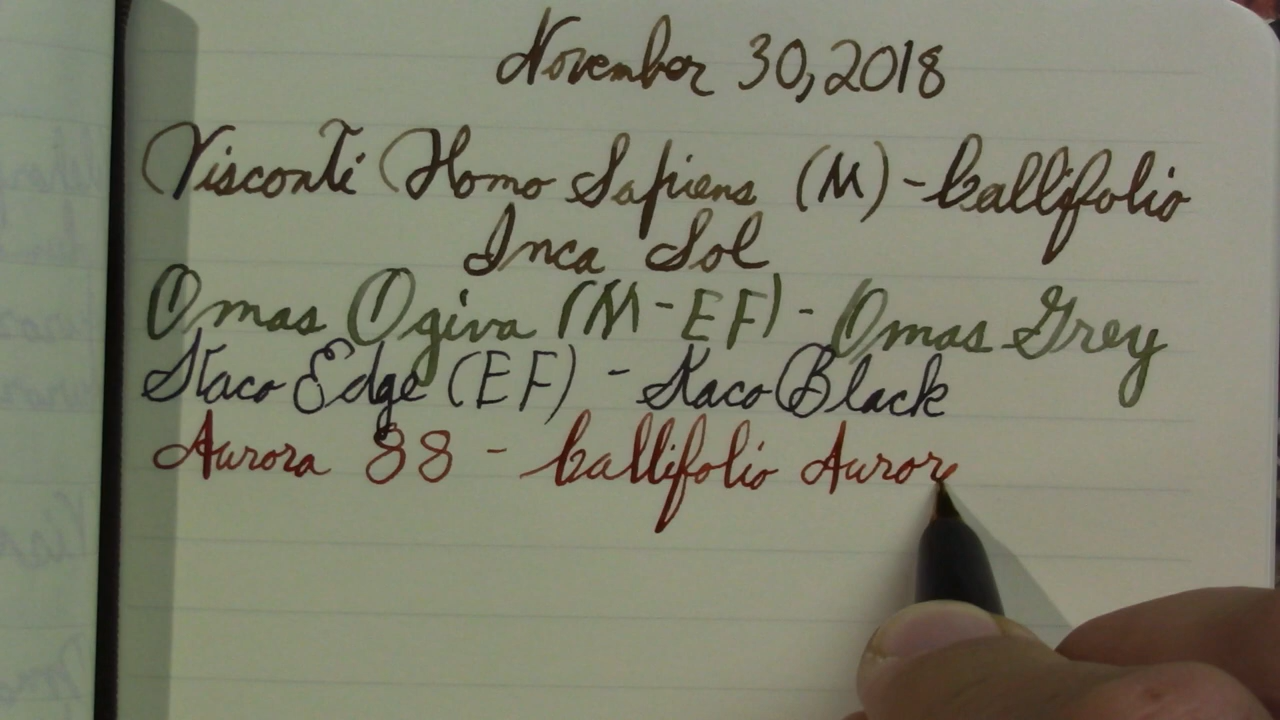 November 30, 2018
Visconti Homo Sapiens (M) - Callifolio
Inca Sol
Omas Ogiva (M-EF) - Omas Grey
Kaco Edge (EF) - Kaco Black
Aurora 88 - Callifolio Auror